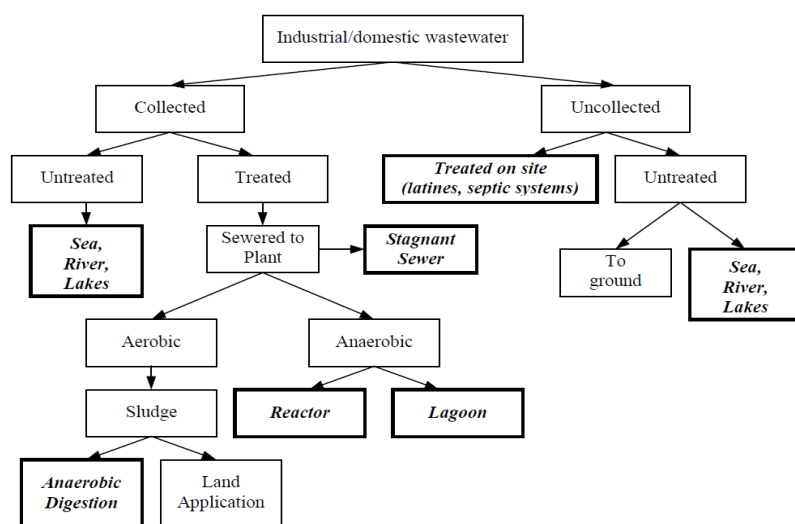 Industrial/domestic wastewater
Collected
Uncollected
Untreated
Treated
Treated on site
(latines, septic systems)
Untreated
Sea,
River,
Lakes
Sewered to
Plant
Stagnant
Sewer
To
ground
Sea,
River,
Lakes
Aerobic
Anaerobic
Sludge
Reactor
Lagoon
Anaerobic
Digestion
Land
Application